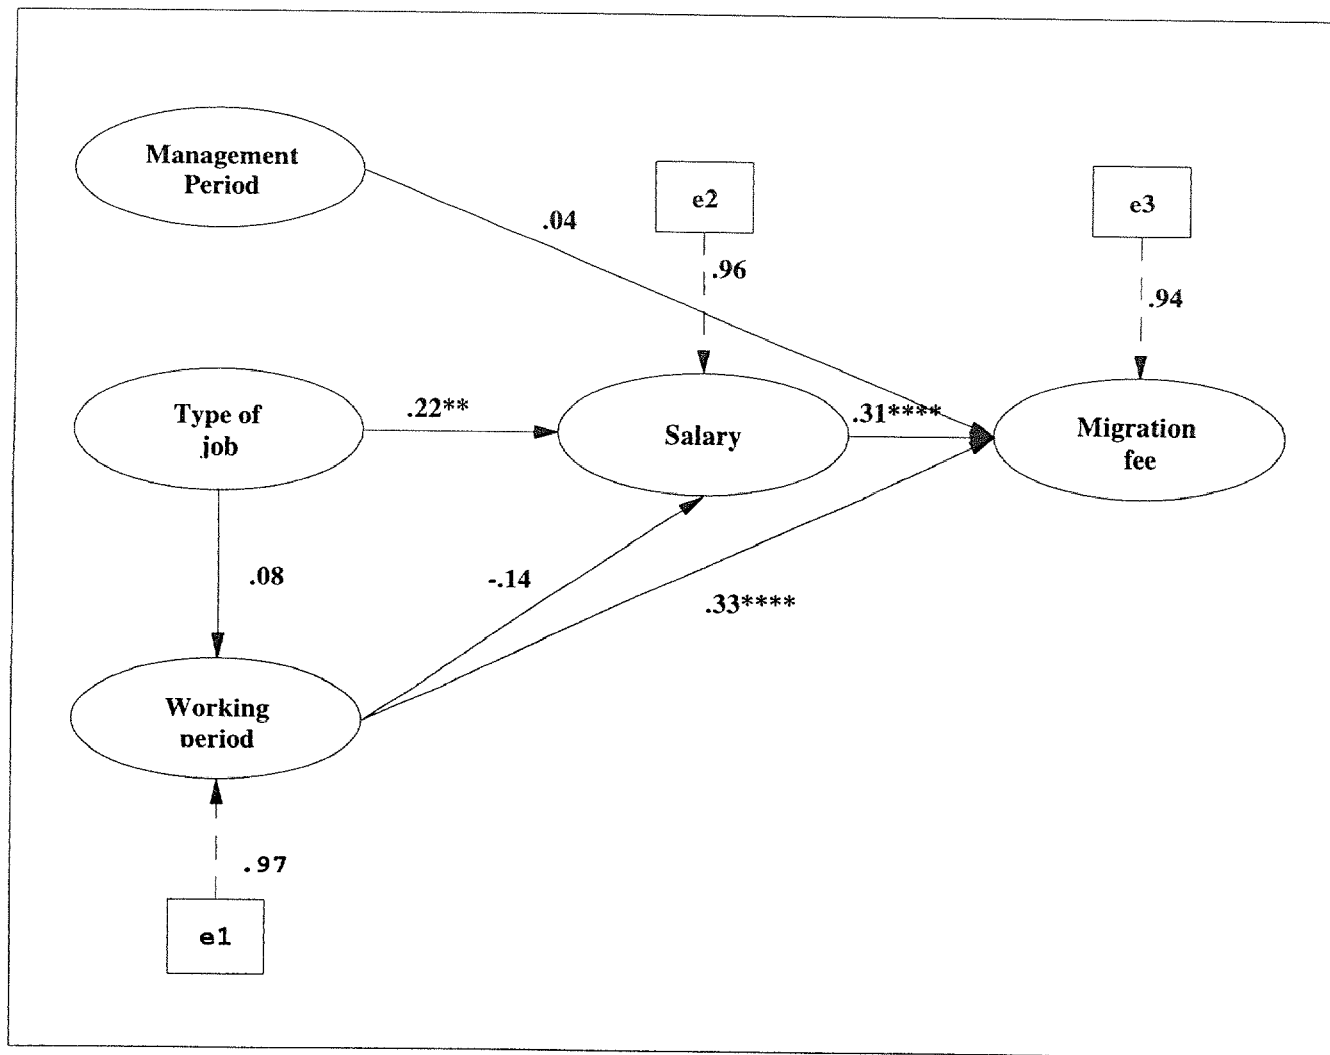 Management
Period
e2
e3
.04
.96
.94
Type of
job
.22**
Salary
.31****
Migration
fee
.08
-.14
.33****
Working
period
.97
e1